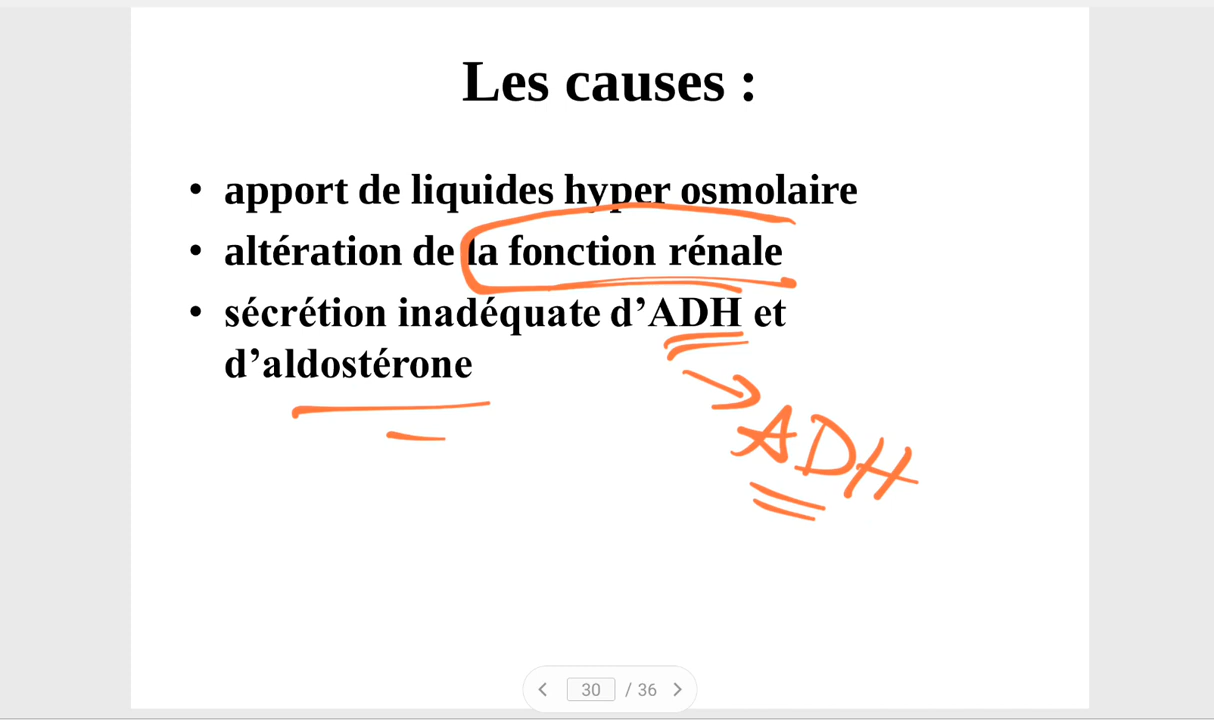 Les causes :
• apport de liquides hyper osmolaire
• altération de la fonction rénale
• sécrétion inadéquate d’ADH et
d’aldostérone
ADH
30 / 36